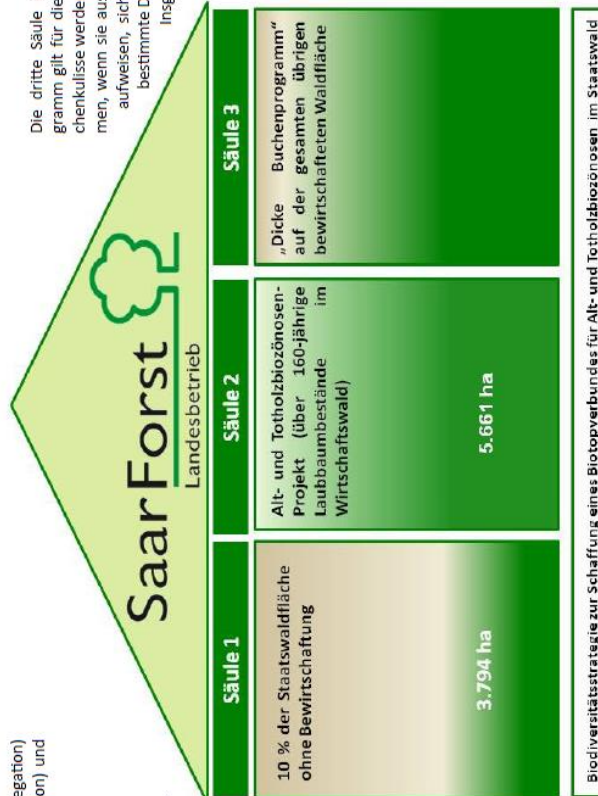 egation)
on) und
Die dritte Säule
gramm gilt für die
chenkulisse werde
men, wenn sie aus
aufweisen, sich
bestimmte D
Insg
SaarForst
Landesbetrieb
Säule 1
10 % der Staatswaldfläche
ohne Bewirtschaftung
3.794 ha
Säule 2
Alt- und Totholzbiozönosen-
Projekt (über 160-jährige
Laubbaumbestände im
Wirtschaftswald)
5.661 ha
Säule 3
„Dicke Buchenprogramm“
auf der gesamten übrigen
bewirtschafteten Waldfläche
Biodiversitätsstrategie zur Schaffung eines Biotopverbundes für Alt- und Totholzbiozönosen im Staatswald